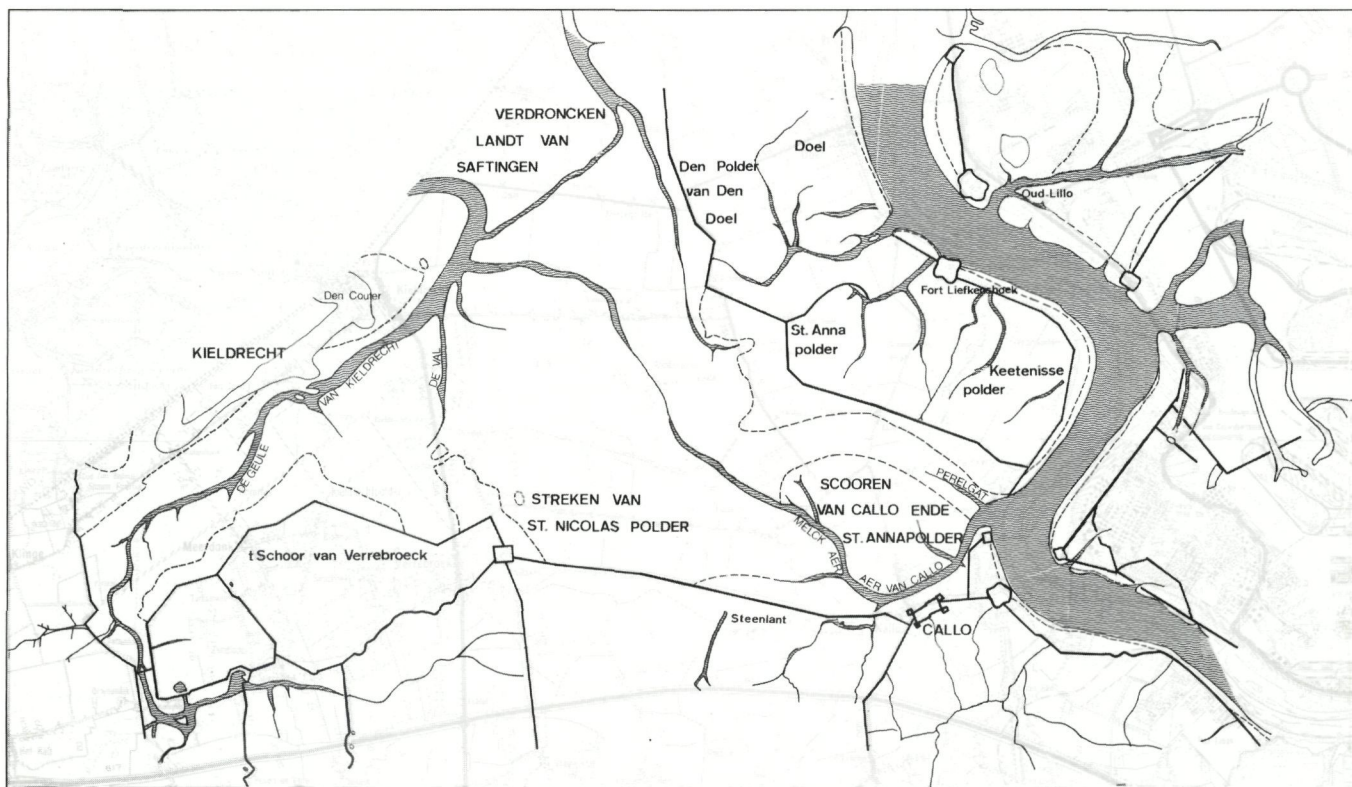 VERDRONCKEN
LANDT VAN
SAFTINGEN
Doel
Den Polder
van Den
Doel
Oud-Lillo
Fort Liefkenshoek
Den Couter
KIELDRECHT
VAN KIELDRECHT
DE VAL
DE GEULE
St. Anna
polder
Keetenisse
polder
PERELGAT
SCOOREN
VAN CALLO ENDE
ST. ANNAPOLDER
MELCK AER
AER VAN CALLO
STREKEN VAN
ST. NICOLAS POLDER
t Schoor van Verrebroeck
Steenlant
CALLO